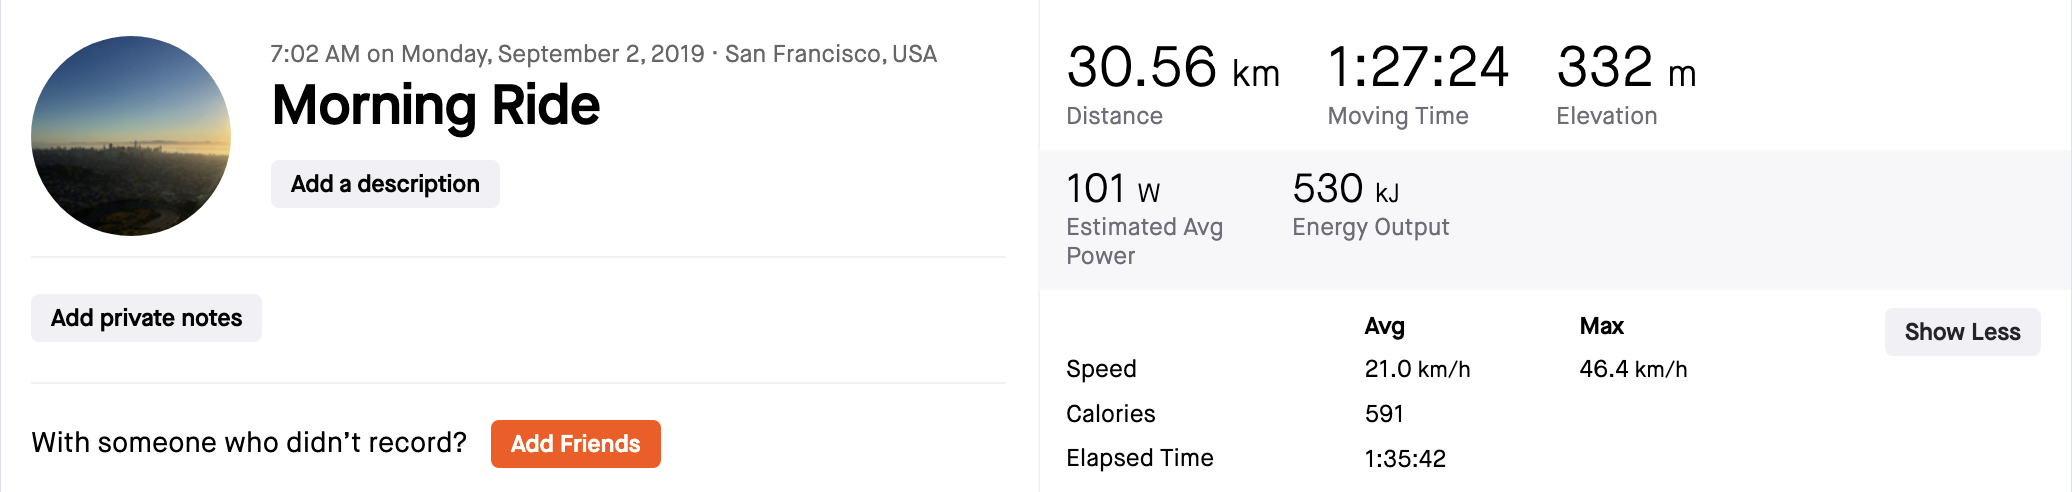 7:02 AM on Monday, September 2, 2019 · San Francisco, USA
Morning Ride
Add a description
Add private notes
With someone who didn’t record? Add Friends
30.56 km 1:27:24 332 m
Distance Moving Time Elevation
101 W 530 kJ
Estimated Avg Energy Output
Power
Avg Max Show Less
Speed 21.0 km/h 46.4 km/h
Calories 591
Elapsed Time 1:35:42